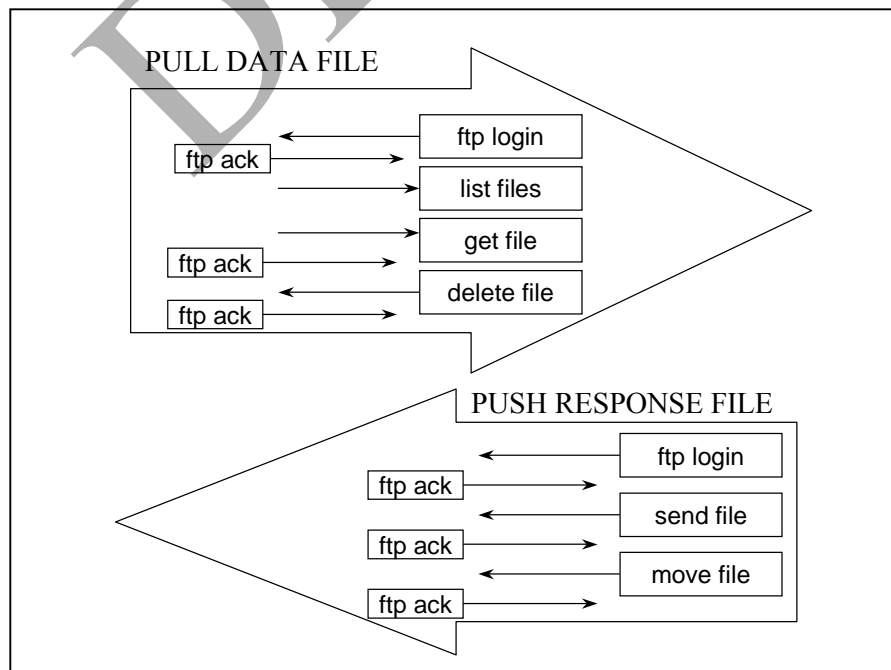 PULL DATA FILE
ftp login
ftp ack
list files
get file
ftp ack
delete file
ftp ack
PUSH RESPONSE FILE
ftp login
ftp ack
send file
ftp ack
move file
ftp ack